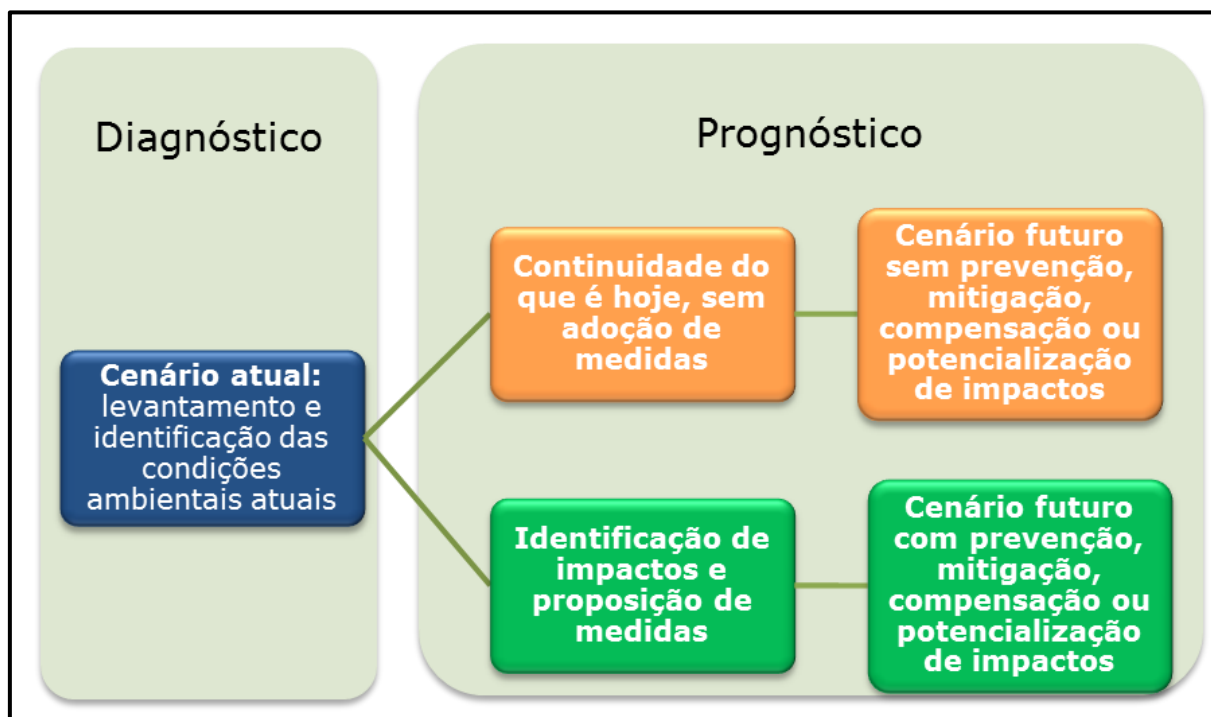 Diagnóstico
Prognóstico
Cenário atual:
levantamento e
identificação das
condições
ambientais atuais
Continuidade do
que é hoje, sem
adoção de
medidas
Cenário futuro
sem prevenção,
mitigação,
compensação ou
potencialização
de impactos
Identificação de
impactos e
proposição de
medidas
Cenário futuro
com prevenção,
mitigação,
compensação ou
potencialização
de impactos